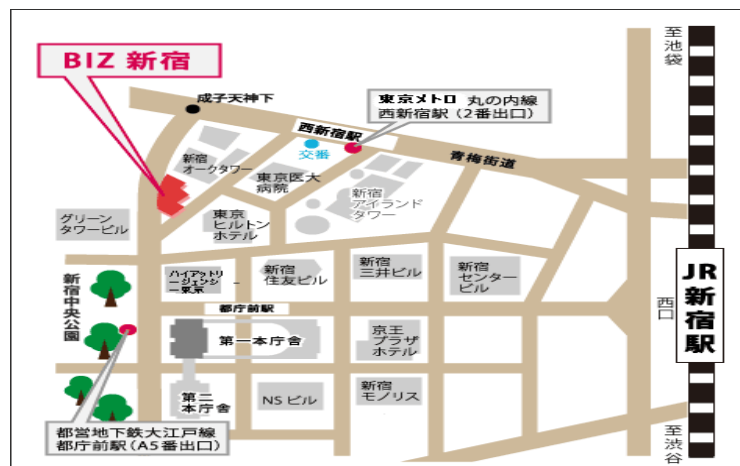 BIZ 新宿
成子天神下
東京メトロ 丸の内線
西新宿駅(2番出口)
西新宿駅
交番
青梅街道
至池袋
新宿
オークタワー
東京医大
病院
新宿
アイランド
タワー
グリーン
タワービル
東京
ヒルトン
ホテル
ハイアットリ
ージェンシ
ー東京
新宿
住友ビル
新宿
三井ビル
新宿
センター
ビル
JR新宿駅
西口
新宿中央公園
都庁前駅
第一本庁舎
京王
プラザ
ホテル
第二
本庁舎
NSビル
新宿
モノリス
都営地下鉄大江戸線
都庁前駅(A5番出口)
至渋谷